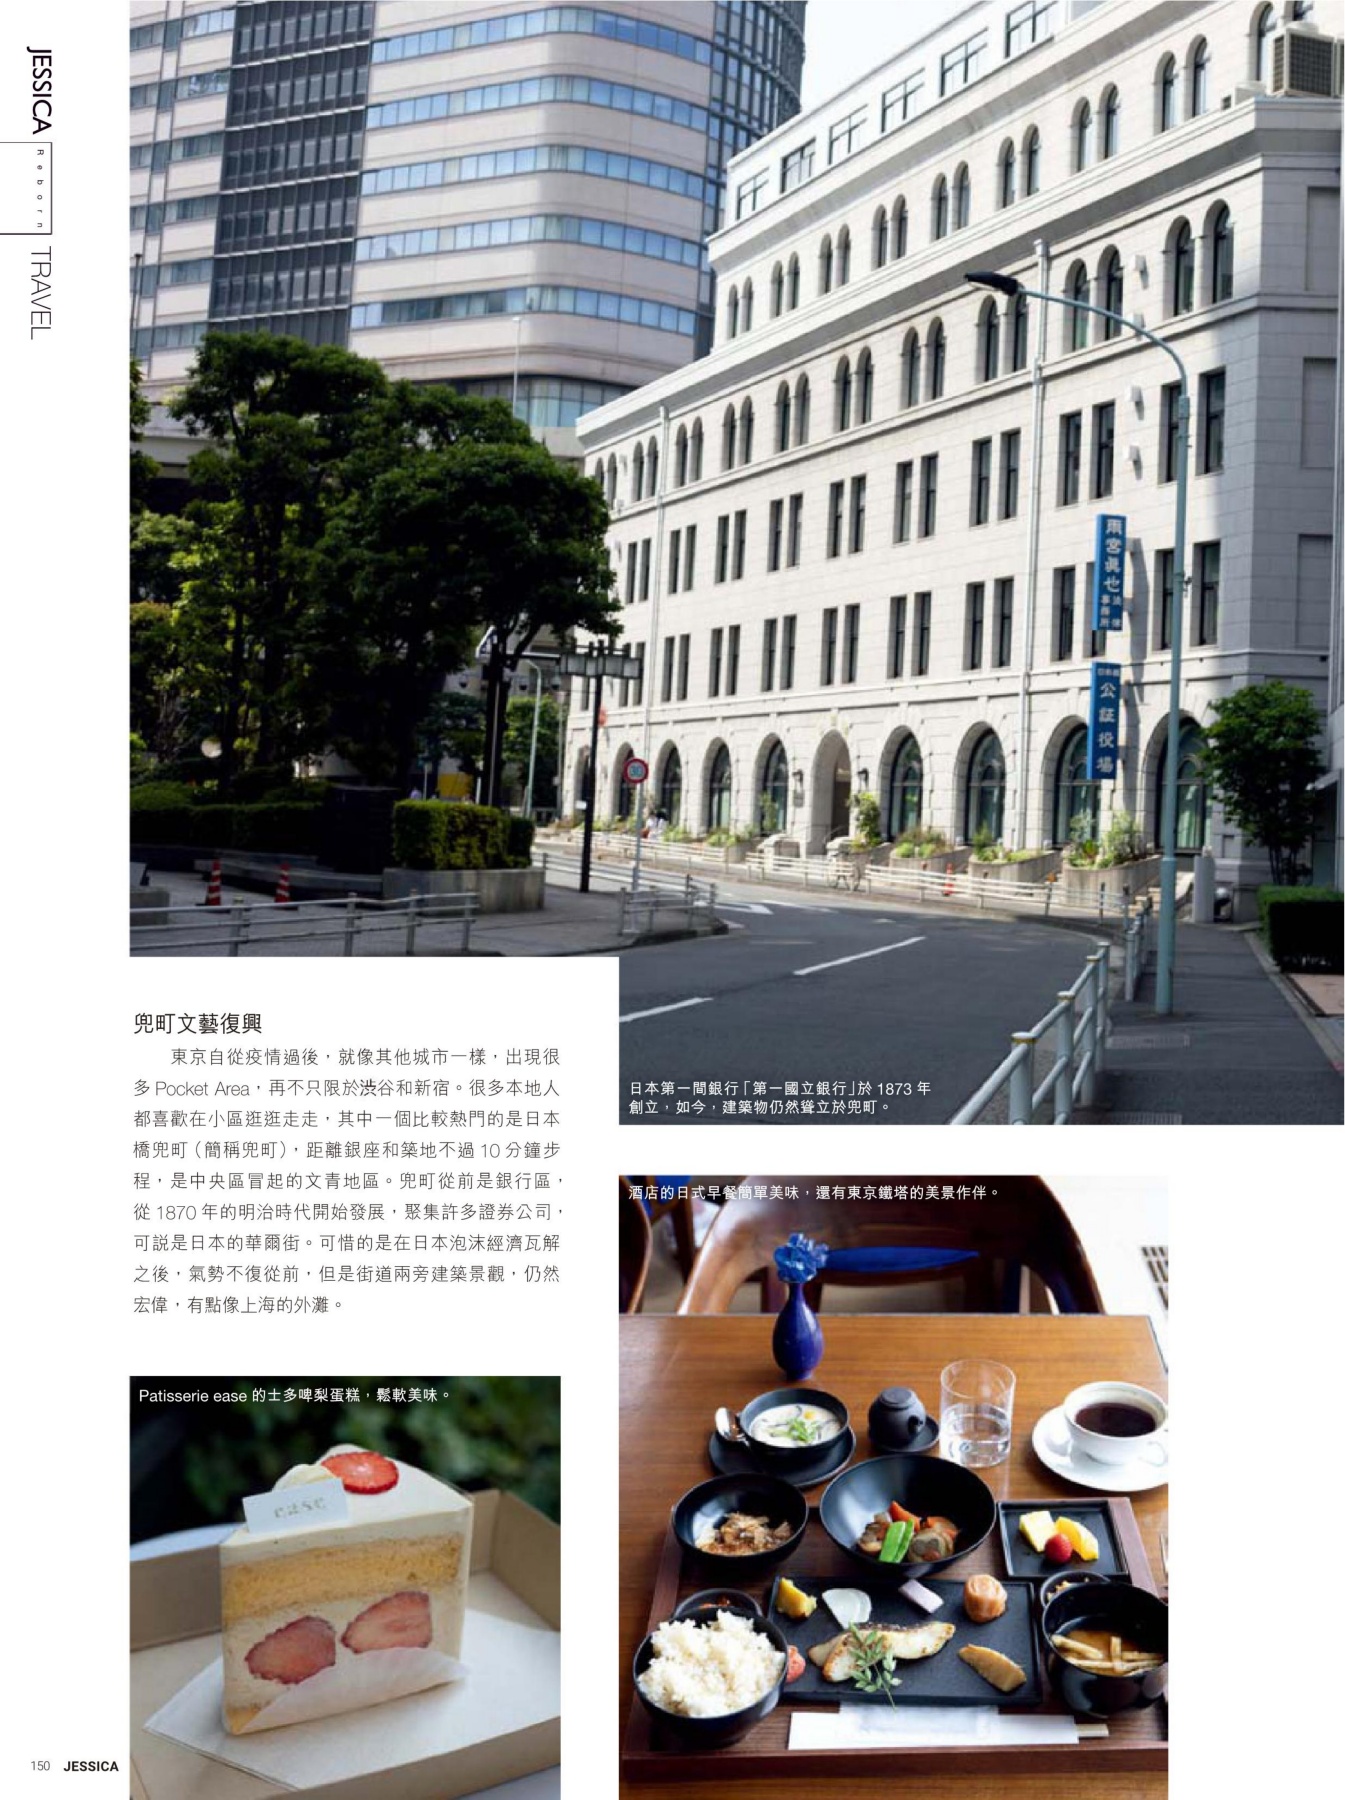 JESSICA
Reborn
TRAVEL
雨宮眞也
法律
事務所
公証役場
日本第一間銀行「第一國立銀行」於 1873 年
創立，如今，建築物仍然聳立於兜町。
兜町文藝復興
東京自從疫情過後，就像其他城市一樣，出現很
多 Pocket Area，再不只限於渋谷和新宿。很多本地人
都喜歡在小區逛逛走走，其中一個比較熱門的是日本
橋兜町（簡稱兜町），距離銀座和築地不過 10 分鐘步
程，是中央區冒起的文青地區。兜町從前是銀行區，
從 1870 年的明治時代開始發展，聚集許多證券公司，
可説是日本的華爾街。可惜的是在日本泡沫經濟瓦解
之後，氣勢不復從前，但是街道兩旁建築景觀，仍然
宏偉，有點像上海的外灘。
酒店的日式早餐簡單美味，還有東京鐵塔的美景作伴。
Patisserie ease 的士多啤梨蛋糕，鬆軟美味。
ease
150 JESSICA